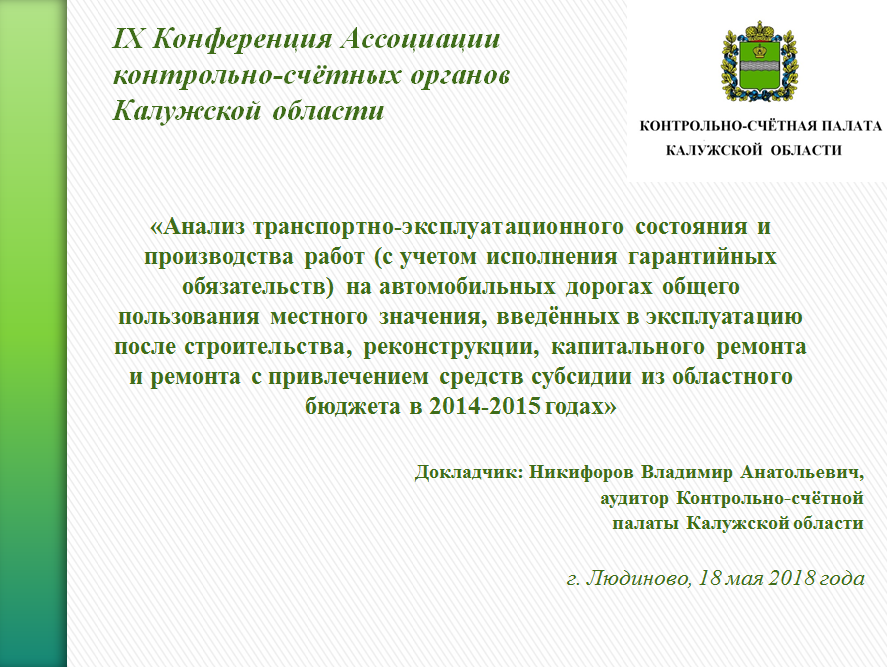 IX Конференция Ассоциации
контрольно-счётных органов
Калужской области
КОНТРОЛЬНО-СЧЁТНАЯ ПАЛАТА
КАЛУЖСКОЙ ОБЛАСТИ
«Анализ транспортно-эксплуатационного состояния и
производства работ (с учетом исполнения гарантийных
обязательств) на автомобильных дорогах общего
пользования местного значения, введённых в эксплуатацию
после строительства, реконструкции, капитального ремонта
и ремонта с привлечением средств субсидии из областного
бюджета в 2014-2015 годах»
Докладчик: Никифоров Владимир Анатольевич,
аудитор Контрольно-счётной
палаты Калужской области
г. Людиново, 18 мая 2018 года